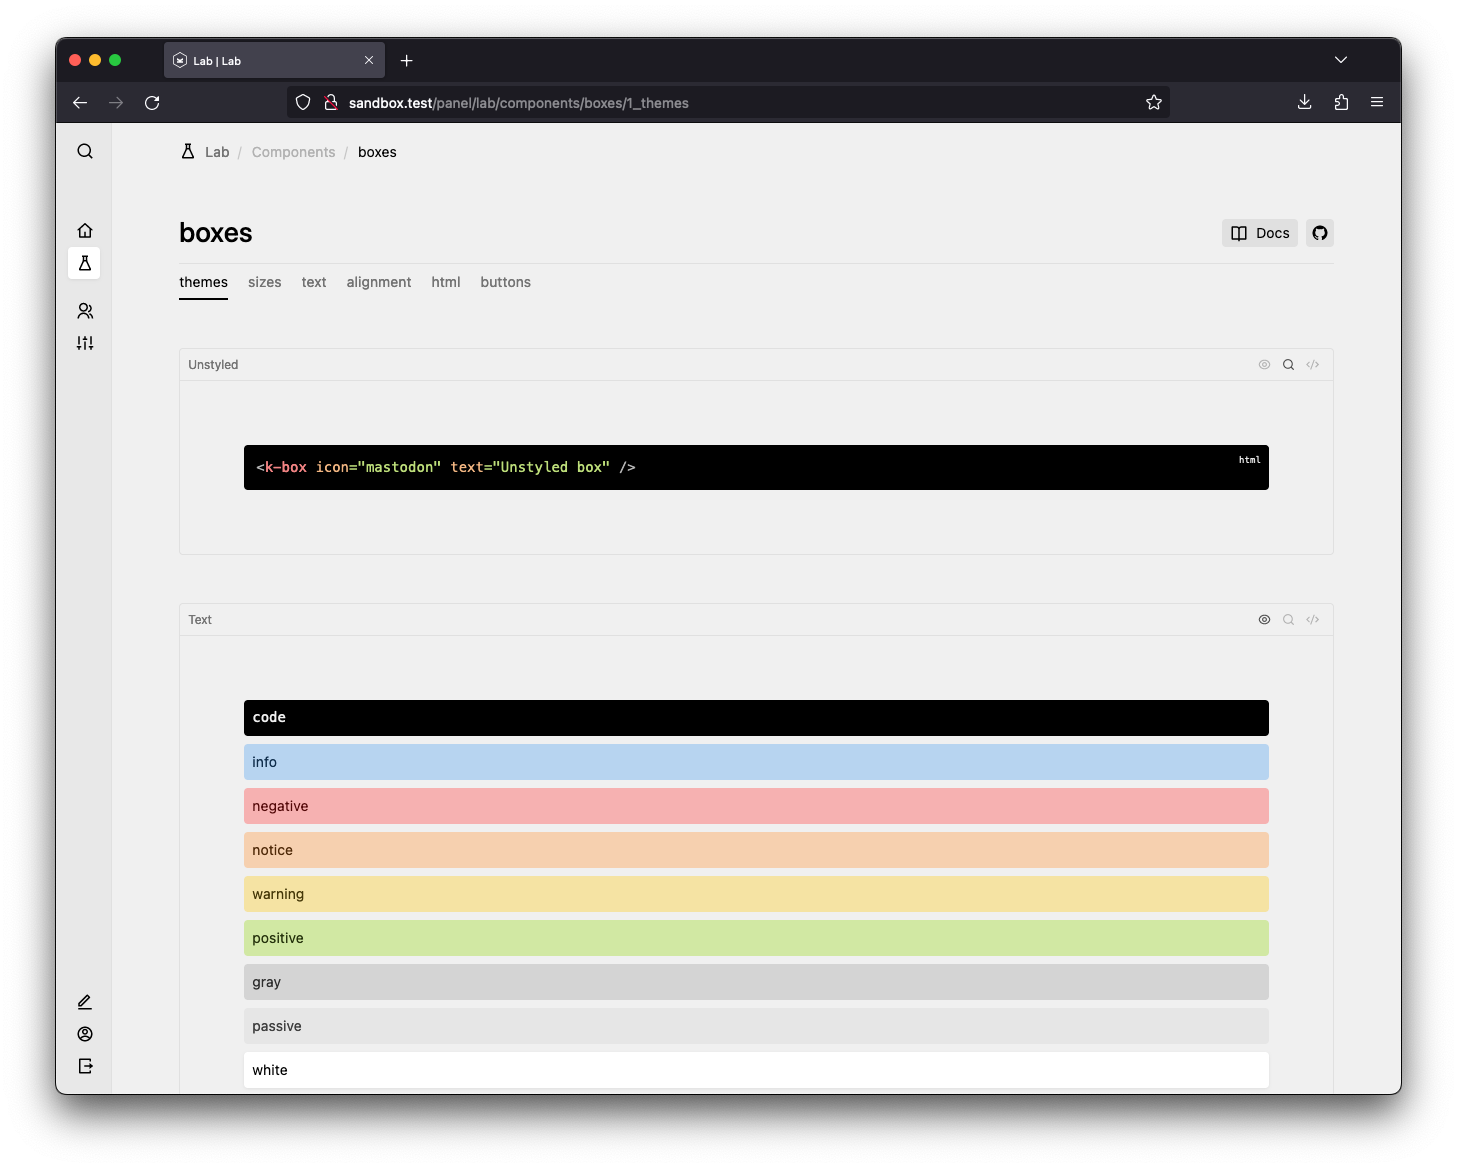 Lab | Lab
sandbox.test/panel/lab/components/boxes/1_themes
Lab / Components / boxes
boxes
Docs
themes sizes text alignment html buttons
Unstyled
<k-box icon="mastodon" text="Unstyled box" />
html
Text
code
info
negative
notice
warning
positive
gray
passive
white